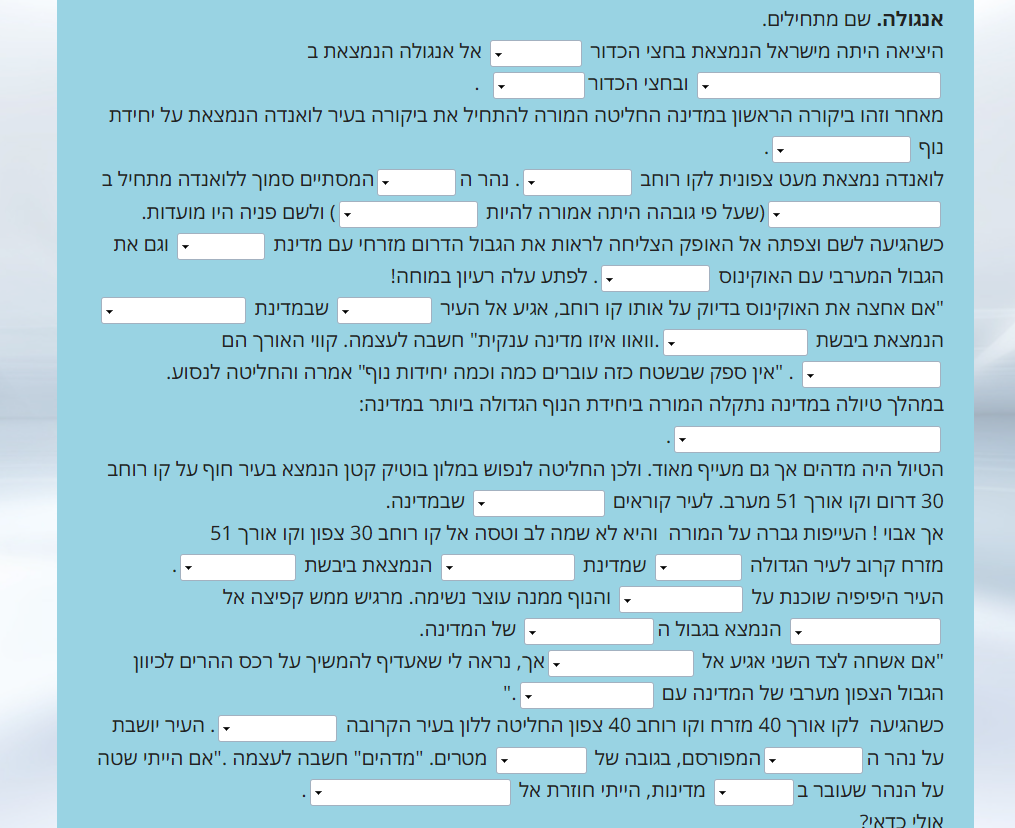 אנגולה. שם מתחילים.
היציאה היתה מישראל הנמצאת בחצי הכדור אל אנגולה הנמצאת ב
ובחצי הכדור .
מאחר וזהו ביקורה הראשון במדינה החליטה המורה להתחיל את ביקורה בעיר לואנדה הנמצאת על יחידת
נוף .
לואנדה נמצאת מעט צפונית לקו רוחב . נהר ה המסתיים סמוך ללואנדה מתחיל ב
(שעל פי גובהה היתה אמורה להיות ) ולשם פניה היו מועדות.
כשהגיעה לשם וצפתה אל האופק הצליחה לראות את הגבול הדרום מזרחי עם מדינת וגם את
הגבול המערבי עם האוקינוס . לפתע עלה רעיון במוחה!
"אם אחצה את האוקינוס בדיוק על אותו קו רוחב, אגיע אל העיר שבמדינת
הנמצאת ביבשת .וואוו איזו מדינה ענקית" חשבה לעצמה. קווי האורך הם
. "אין ספק שבשטח כזה עוברים כמה וכמה יחידות נוף" אמרה והחליטה לנסוע.
במהלך טיולה במדינה נתקלה המורה ביחידת הנוף הגדולה ביותר במדינה:
.
הטיול היה מדהים אך גם מעייף מאוד. ולכן החליטה לנפוש במלון בוטיק קטן הנמצא בעיר חוף על קו רוחב
30 דרום וקו אורך 51 מערב. לעיר קוראים שבמדינה.
אך אבוי ! העייפות גברה על המורה והיא לא שמה לב וטסה אל קו רוחב 30 צפון וקו אורך 51
מזרח קרוב לעיר הגדולה שמדינת הנמצאת ביבשת .
העיר היפיפיה שוכנת על והנוף ממנה עוצר נשימה. מרגיש ממש קפיצה אל
הנמצא בגבול ה של המדינה.
"אם אשחה לצד השני אגיע אל אך, נראה לי שאעדיף להמשיך על רכס ההרים לכיוון
הגבול הצפון מערבי של המדינה עם ."
כשהגיעה לקו אורך 40 מזרח וקו רוחב 40 צפון החליטה ללון בעיר הקרובה . העיר יושבת
על נהר ה המפורסם, בגובה של מטרים. "מדהים" חשבה לעצמה ."אם הייתי שטה
על הנהר שעובר ב מדינות, הייתי חוזרת אל .
אולי כדאי?